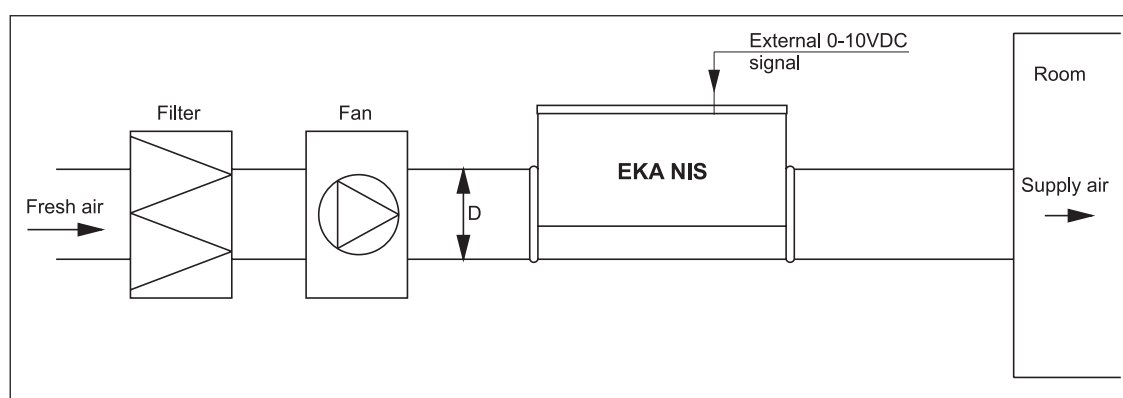 External 0-10VDC
signal
Room
Filter
Fan
EKA NIS
Fresh air
D
Supply air